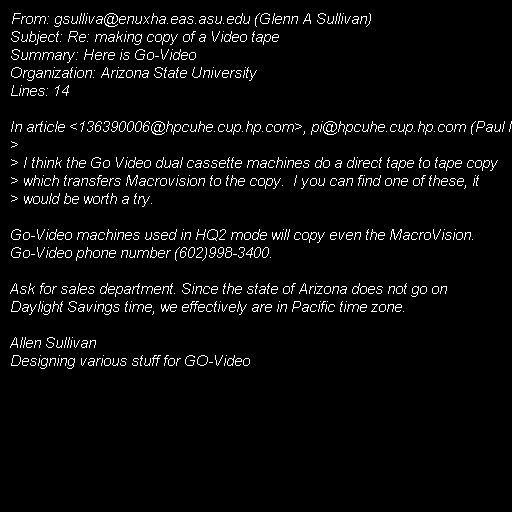 From: gsulliva@enuxha.eas.asu.edu (Glenn A Sullivan)
Subject: Re: making copy of a Video tape
Summary: Here is Go-Video
Organization: Arizona State University
Lines: 14

In article <136390006@hpcuhe.cup.hp.com>, pi@hpcuhe.cup.hp.com (Paul
>
> I think the Go Video dual cassette machines do a direct tape to tape copy
> which transfers Macrovision to the copy.  I you can find one of these, it
> would be worth a try.

Go-Video machines used in HQ2 mode will copy even the MacroVision.
Go-Video phone number (602)998-3400.

Ask for sales department. Since the state of Arizona does not go on
Daylight Savings time, we effectively are in Pacific time zone.

Allen Sullivan
Designing various stuff for GO-Video